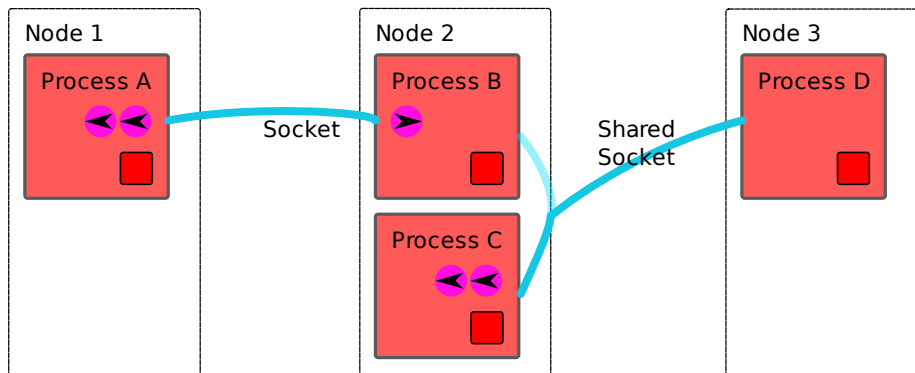 Node 1
Process A
Socket
Node 2
Process B
Process C
Shared
Socket
Node 3
Process D